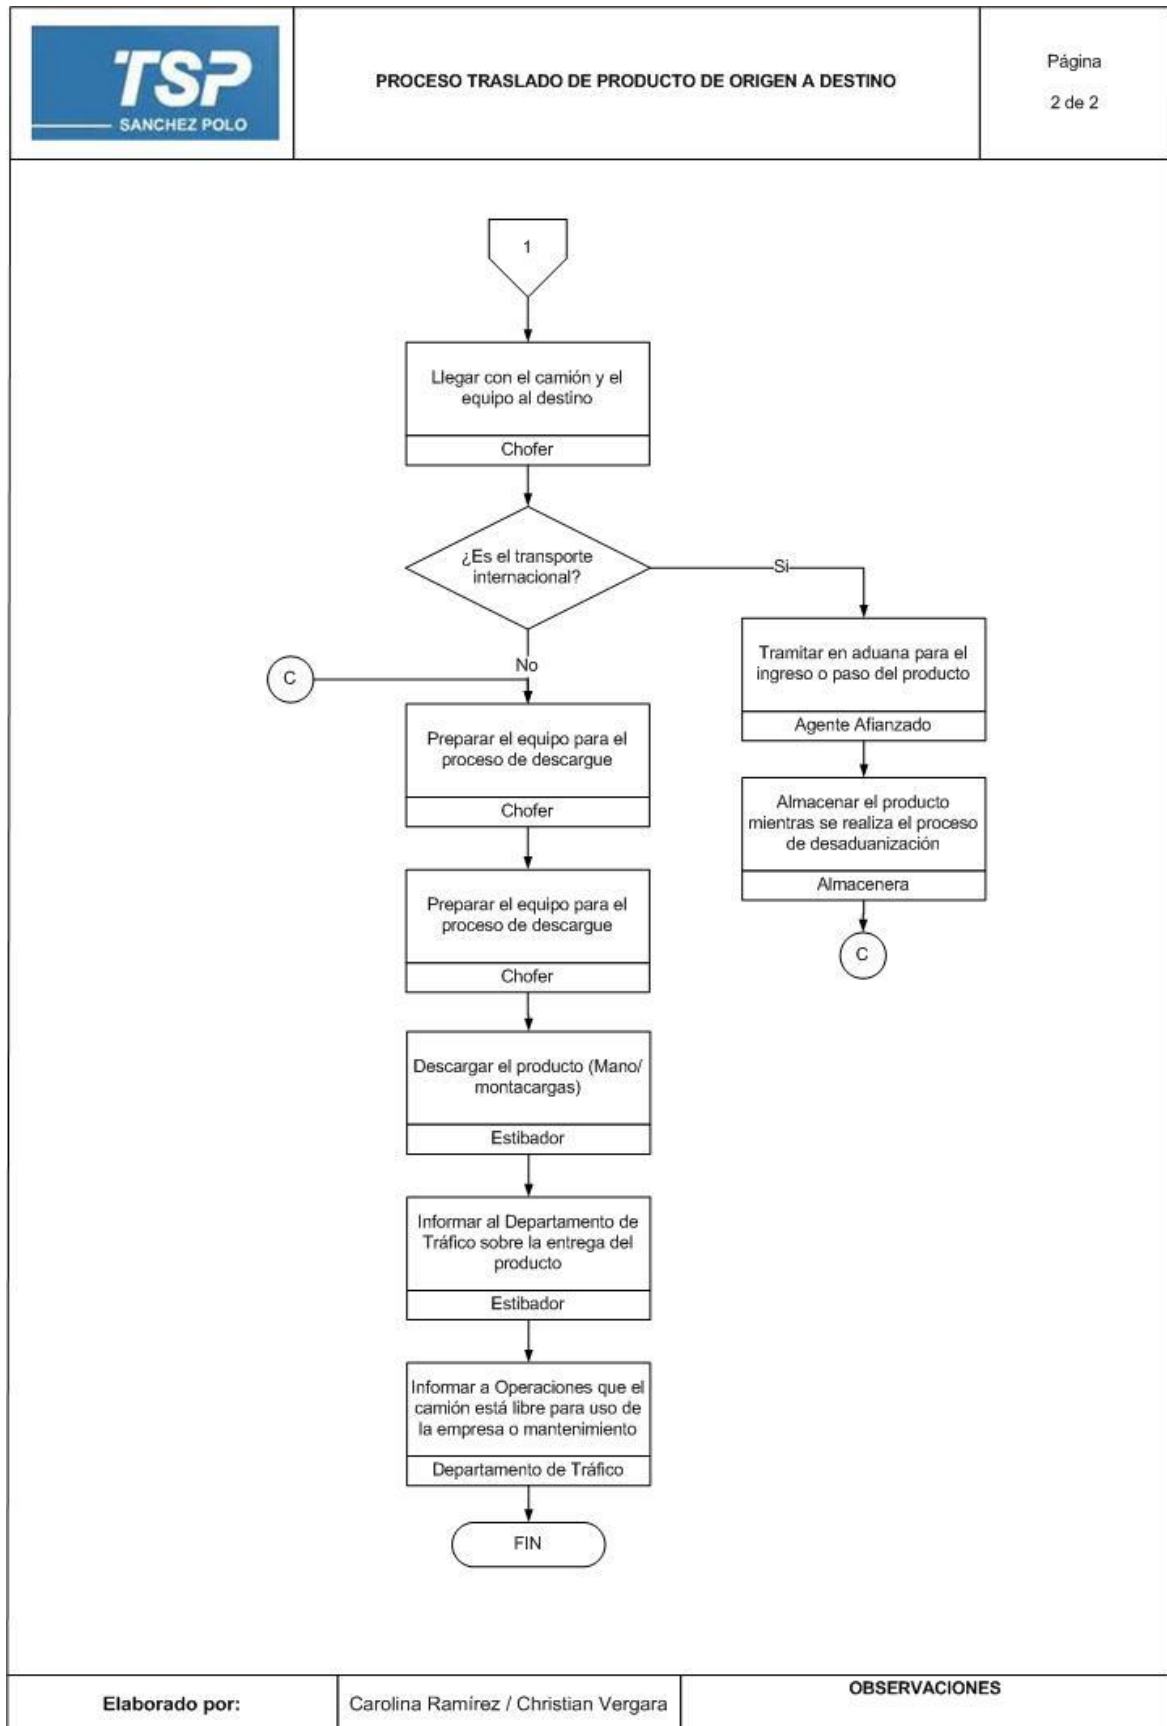 TSP
SANCHEZ POLO
PROCESO TRASLADO DE PRODUCTO DE ORIGEN A DESTINO
Página
2 de 2
1
Llegar con el camión y el
equipo al destino
Chofer
¿Es el transporte
internacional?
Si
No
C
Tramitar en aduana para el
ingreso o paso del producto
Agente Afianzado
Preparar el equipo para el
proceso de descargue
Chofer
Almacenar el producto
mientras se realiza el proceso
de desaduanización
Almacenera
C
Preparar el equipo para el
proceso de descargue
Chofer
Descargar el producto (Mano/
montacargas)
Estibador
Informar al Departamento de
Tráfico sobre la entrega del
producto
Estibador
Informar a Operaciones que el
camión está libre para uso de
la empresa o mantenimiento
Departamento de Tráfico
FIN
Elaborado por:
Carolina Ramírez / Christian Vergara
OBSERVACIONES